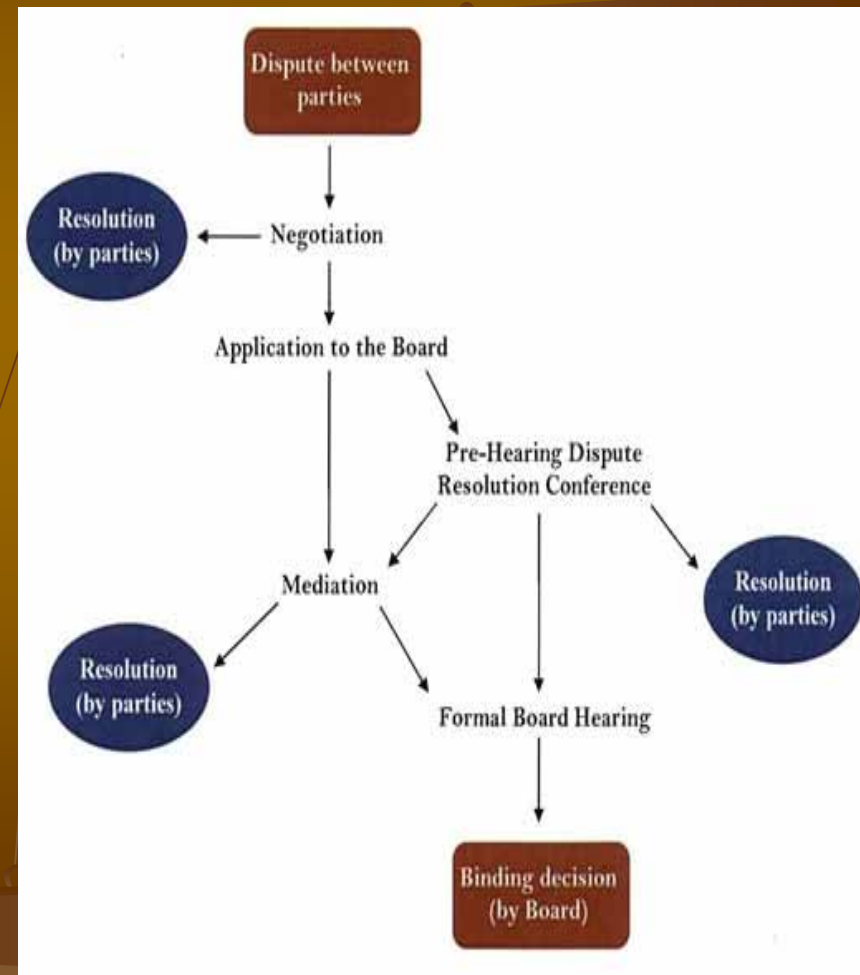 Dispute between
parties
Resolution
(by parties)
Negotiation
Application to the Board
Pre-Hearing Dispute
Resolution Conference
Mediation
Resolution
(by parties)
Resolution
(by parties)
Formal Board Hearing
Binding decision
(by Board)